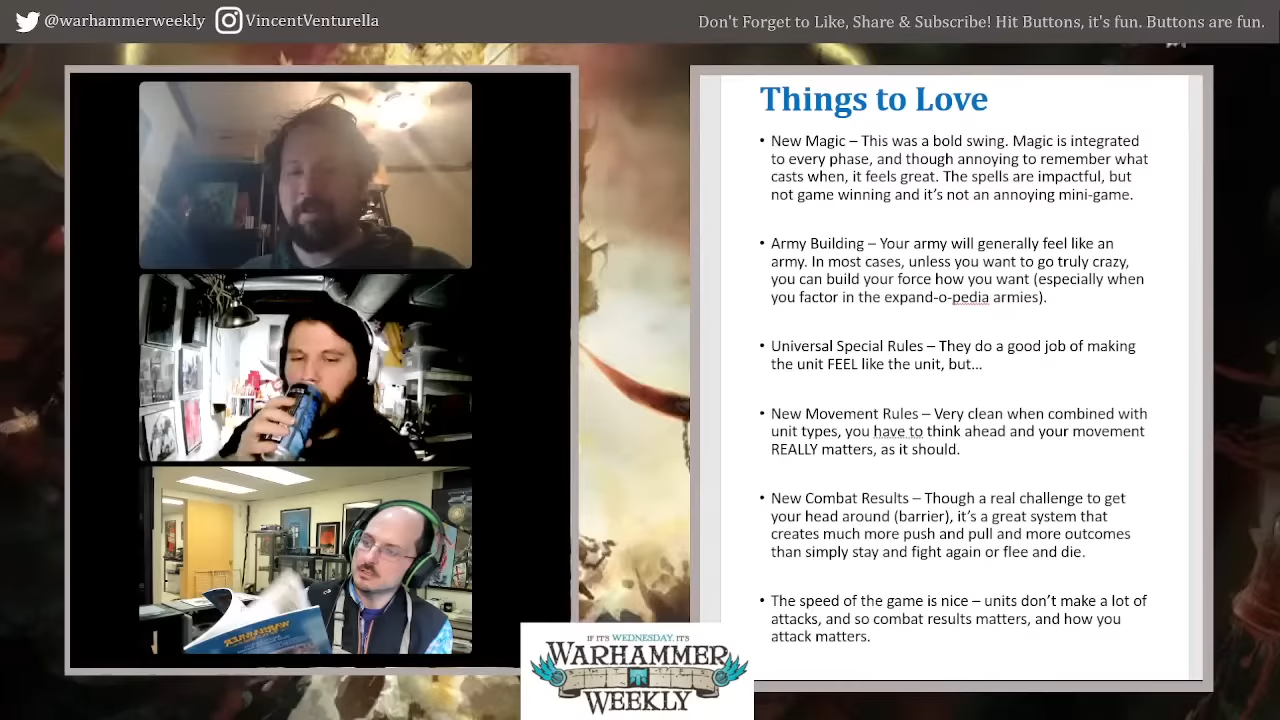 @warhammerweekly VincentVenturella
Don't Forget to Like, Share & Subscribe! Hit Buttons, it's fun. Buttons are fun.
Things to Love
• New Magic – This was a bold swing. Magic is integrated
to every phase, and though annoying to remember what
casts when, it feels great. The spells are impactful, but
not game winning and it's not an annoying mini-game.
• Army Building – Your army will generally feel like an
army. In most cases, unless you want to go truly crazy,
you can build your force how you want (especially when
you factor in the expand-o-pedia armies).
• Universal Special Rules – They do a good job of making
the unit FEEL like the unit, but...
• New Movement Rules – Very clean when combined with
unit types, you have to think ahead and your movement
REALLY matters, as it should.
• New Combat Results – Though a real challenge to get
your head around (barrier), it's a great system that
creates much more push and pull and more outcomes
than simply stay and fight again or flee and die.
• The speed of the game is nice – units don't make a lot of
attacks, and so combat results matters, and how you
attack matters.
WARHAMMER
IF IT'S WEDNESDAY, IT'S
WARHAMMER
WEEKLY